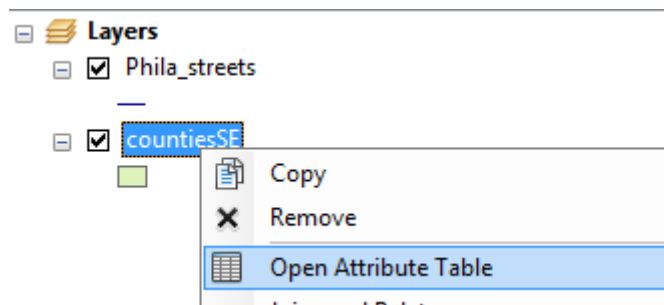 Layers
Phila_streets
countiesSE
Copy
Remove
Open Attribute Table